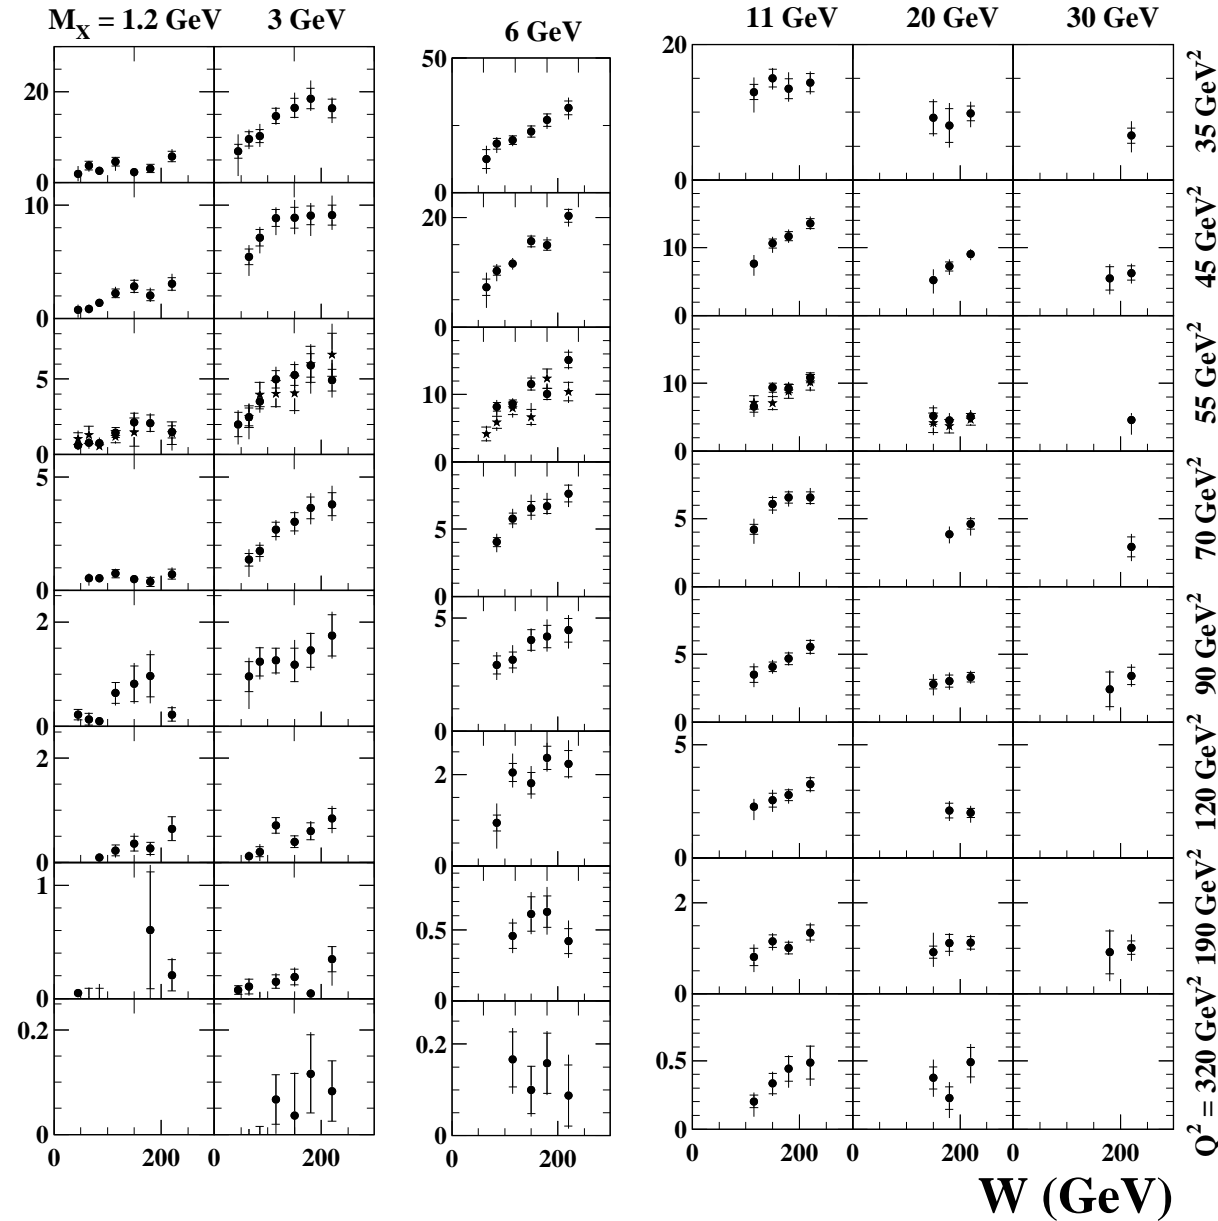 M_X = 1.2 GeV 3 GeV 6 GeV 11 GeV 20 GeV 30 GeV
50 20 35 GeV²
20
0 0 0
10 20 10 45 GeV²
0 0 0
5 10 10 55 GeV²
0 0 0
5 5 5 70 GeV²
0 0 0
2 5 5 90 GeV²
0 0 0
2 2 5 120 GeV²
0 0 0
1 0.5 2 190 GeV²
0 0 0
0.2 0.2 0.5 Q² = 320 GeV²
0 0 0
0 200 0 200 0 200 0 200 0 200 0 200
W (GeV)